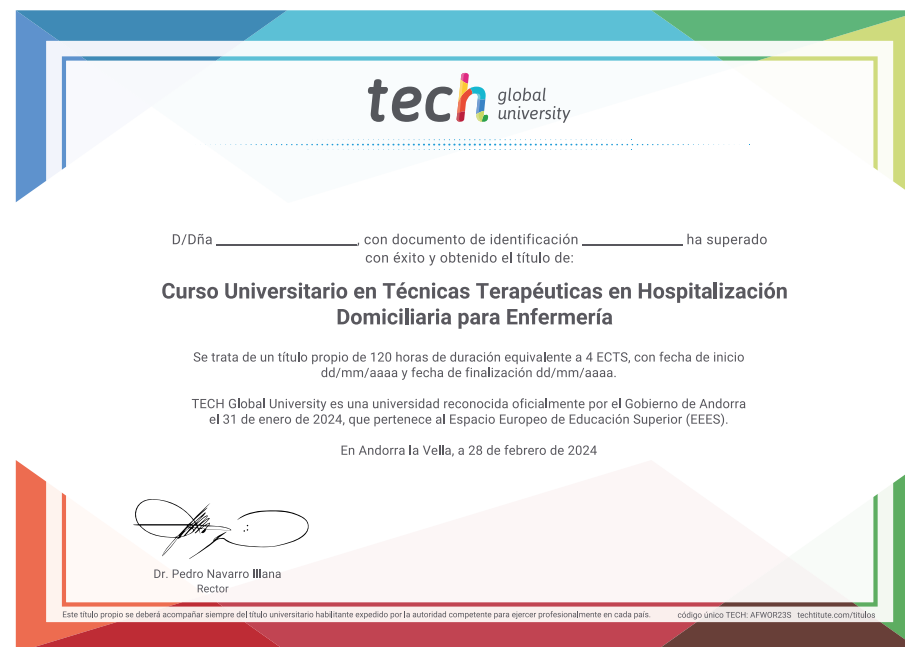 tech global university
D/Dña ____________________, con documento de identificación ______________ ha superado
con éxito y obtenido el título de:
Curso Universitario en Técnicas Terapéuticas en Hospitalización
Domiciliaria para Enfermería
Se trata de un título propio de 120 horas de duración equivalente a 4 ECTS, con fecha de inicio
dd/mm/aaaa y fecha de finalización dd/mm/aaaa.
TECH Global University es una universidad reconocida oficialmente por el Gobierno de Andorra
el 31 de enero de 2024, que pertenece al Espacio Europeo de Educación Superior (EEES).
En Andorra la Vella, a 28 de febrero de 2024
Dr. Pedro Navarro Illana
Rector
Este título propio se deberá acompañar siempre del título universitario habilitante expedido por la autoridad competente para ejercer profesionalmente en cada país. código único TECH: AFWOR23S techtitute.com/titulos